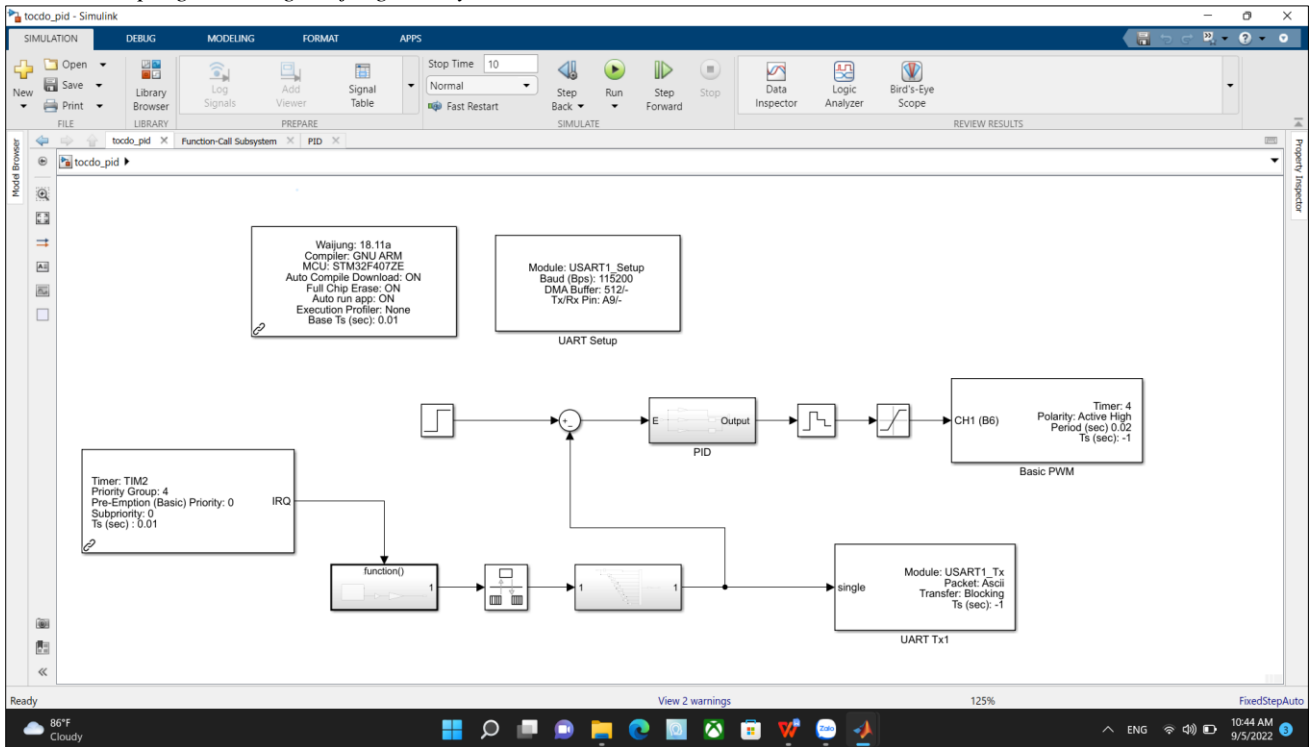 tocdo_pid - Simulink
SIMULATION DEBUG MODELING FORMAT APPS
New
Open
Save
Print
FILE
Library Browser
LIBRARY
Log Signals
Add Viewer
Signal Table
PREPARE
Stop Time 10
Normal
Fast Restart
Step Back
Run
Step Forward
Stop
SIMULATE
Data Inspector
Logic Analyzer
Bird's-Eye Scope
REVIEW RESULTS
Model Browser
Property Inspector
tocdo_pid Function-Call Subsystem PID
tocdo_pid
Waijung: 18.11a
Compiler: GNU ARM
MCU: STM32F407ZE
Auto Compile Download: ON
Full Chip Erase: ON
Auto run app: ON
Execution Profiler: None
Base Ts (sec): 0.01
Module: USART1_Setup
Baud (Bps): 115200
DMA Buffer: 512/-
Tx/Rx Pin: A9/-
UART Setup
+
-
E Output
PID
CH1 (B6)
Timer: 4
Polarity: Active High
Period (sec) 0.02
Ts (sec): -1
Basic PWM
Timer: TIM2
Priority Group: 4
Pre-Emption (Basic) Priority: 0
Subpriority: 0
Ts (sec) : 0.01
IRQ
function()
1
1 1
single
Module: USART1_Tx
Packet: Ascii
Transfer: Blocking
Ts (sec): -1
UART Tx1
Ready View 2 warnings 125% FixedStepAuto
86°F
Cloudy
Zalo
ENG
10:44 AM
9/5/2022
3